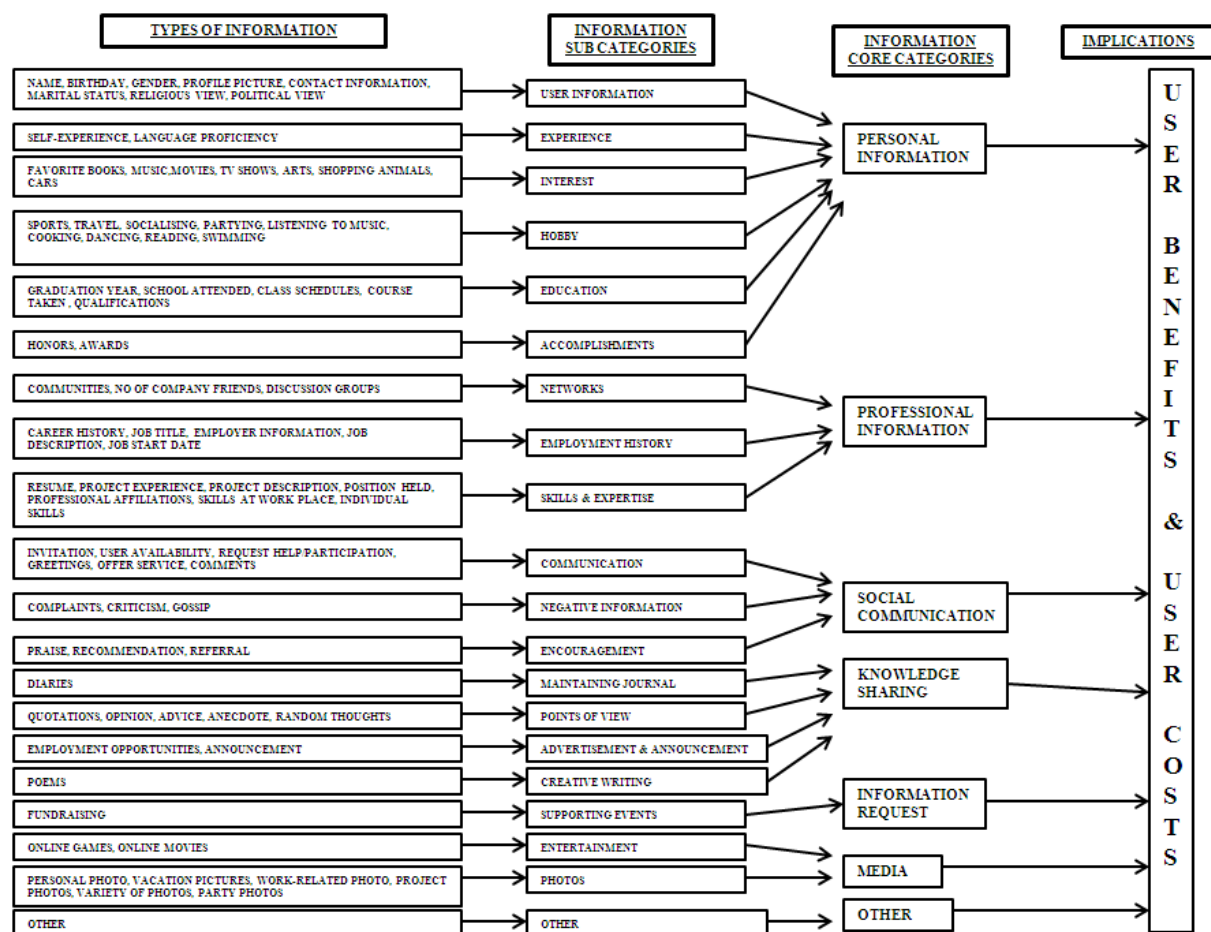 TYPES OF INFORMATION
INFORMATION
SUB CATEGORIES
INFORMATION
CORE CATEGORIES
IMPLICATIONS
NAME, BIRTHDAY, GENDER, PROFILE PICTURE, CONTACT INFORMATION,
MARITAL STATUS, RELIGIOUS VIEW, POLITICAL VIEW
USER INFORMATION
SELF-EXPERIENCE, LANGUAGE PROFICIENCY
EXPERIENCE
PERSONAL
INFORMATION
FAVORITE BOOKS, MUSIC,MOVIES, TV SHOWS, ARTS, SHOPPING ANIMALS,
CARS
INTEREST
SPORTS, TRAVEL, SOCIALISING, PARTYING, LISTENING TO MUSIC,
COOKING, DANCING, READING, SWIMMING
HOBBY
GRADUATION YEAR, SCHOOL ATTENDED, CLASS SCHEDULES, COURSE
TAKEN , QUALIFICATIONS
EDUCATION
HONORS, AWARDS
ACCOMPLISHMENTS
COMMUNITIES, NO OF COMPANY FRIENDS, DISCUSSION GROUPS
NETWORKS
PROFESSIONAL
INFORMATION
CAREER HISTORY, JOB TITLE, EMPLOYER INFORMATION, JOB
DESCRIPTION, JOB START DATE
EMPLOYMENT HISTORY
RESUME, PROJECT EXPERIENCE, PROJECT DESCRIPTION, POSITION HELD,
PROFESSIONAL AFFILIATIONS, SKILLS AT WORK PLACE, INDIVIDUAL
SKILLS
SKILLS & EXPERTISE
INVITATION, USER AVAILABILITY, REQUEST HELP/PARTICIPATION,
GREETINGS, OFFER SERVICE, COMMENTS
COMMUNICATION
COMPLAINTS, CRITICISM, GOSSIP
NEGATIVE INFORMATION
SOCIAL
COMMUNICATION
PRAISE, RECOMMENDATION, REFERRAL
ENCOURAGEMENT
DIARIES
MAINTAINING JOURNAL
KNOWLEDGE
SHARING
QUOTATIONS, OPINION, ADVICE, ANECDOTE, RANDOM THOUGHTS
POINTS OF VIEW
EMPLOYMENT OPPORTUNITIES, ANNOUNCEMENT
ADVERTISEMENT & ANNOUNCEMENT
POEMS
CREATIVE WRITING
FUNDRAISING
SUPPORTING EVENTS
INFORMATION
REQUEST
ONLINE GAMES, ONLINE MOVIES
ENTERTAINMENT
MEDIA
PERSONAL PHOTO, VACATION PICTURES, WORK-RELATED PHOTO, PROJECT
PHOTOS, VARIETY OF PHOTOS, PARTY PHOTOS
PHOTOS
OTHER
OTHER
OTHER
USER BENEFITS & USER COSTS